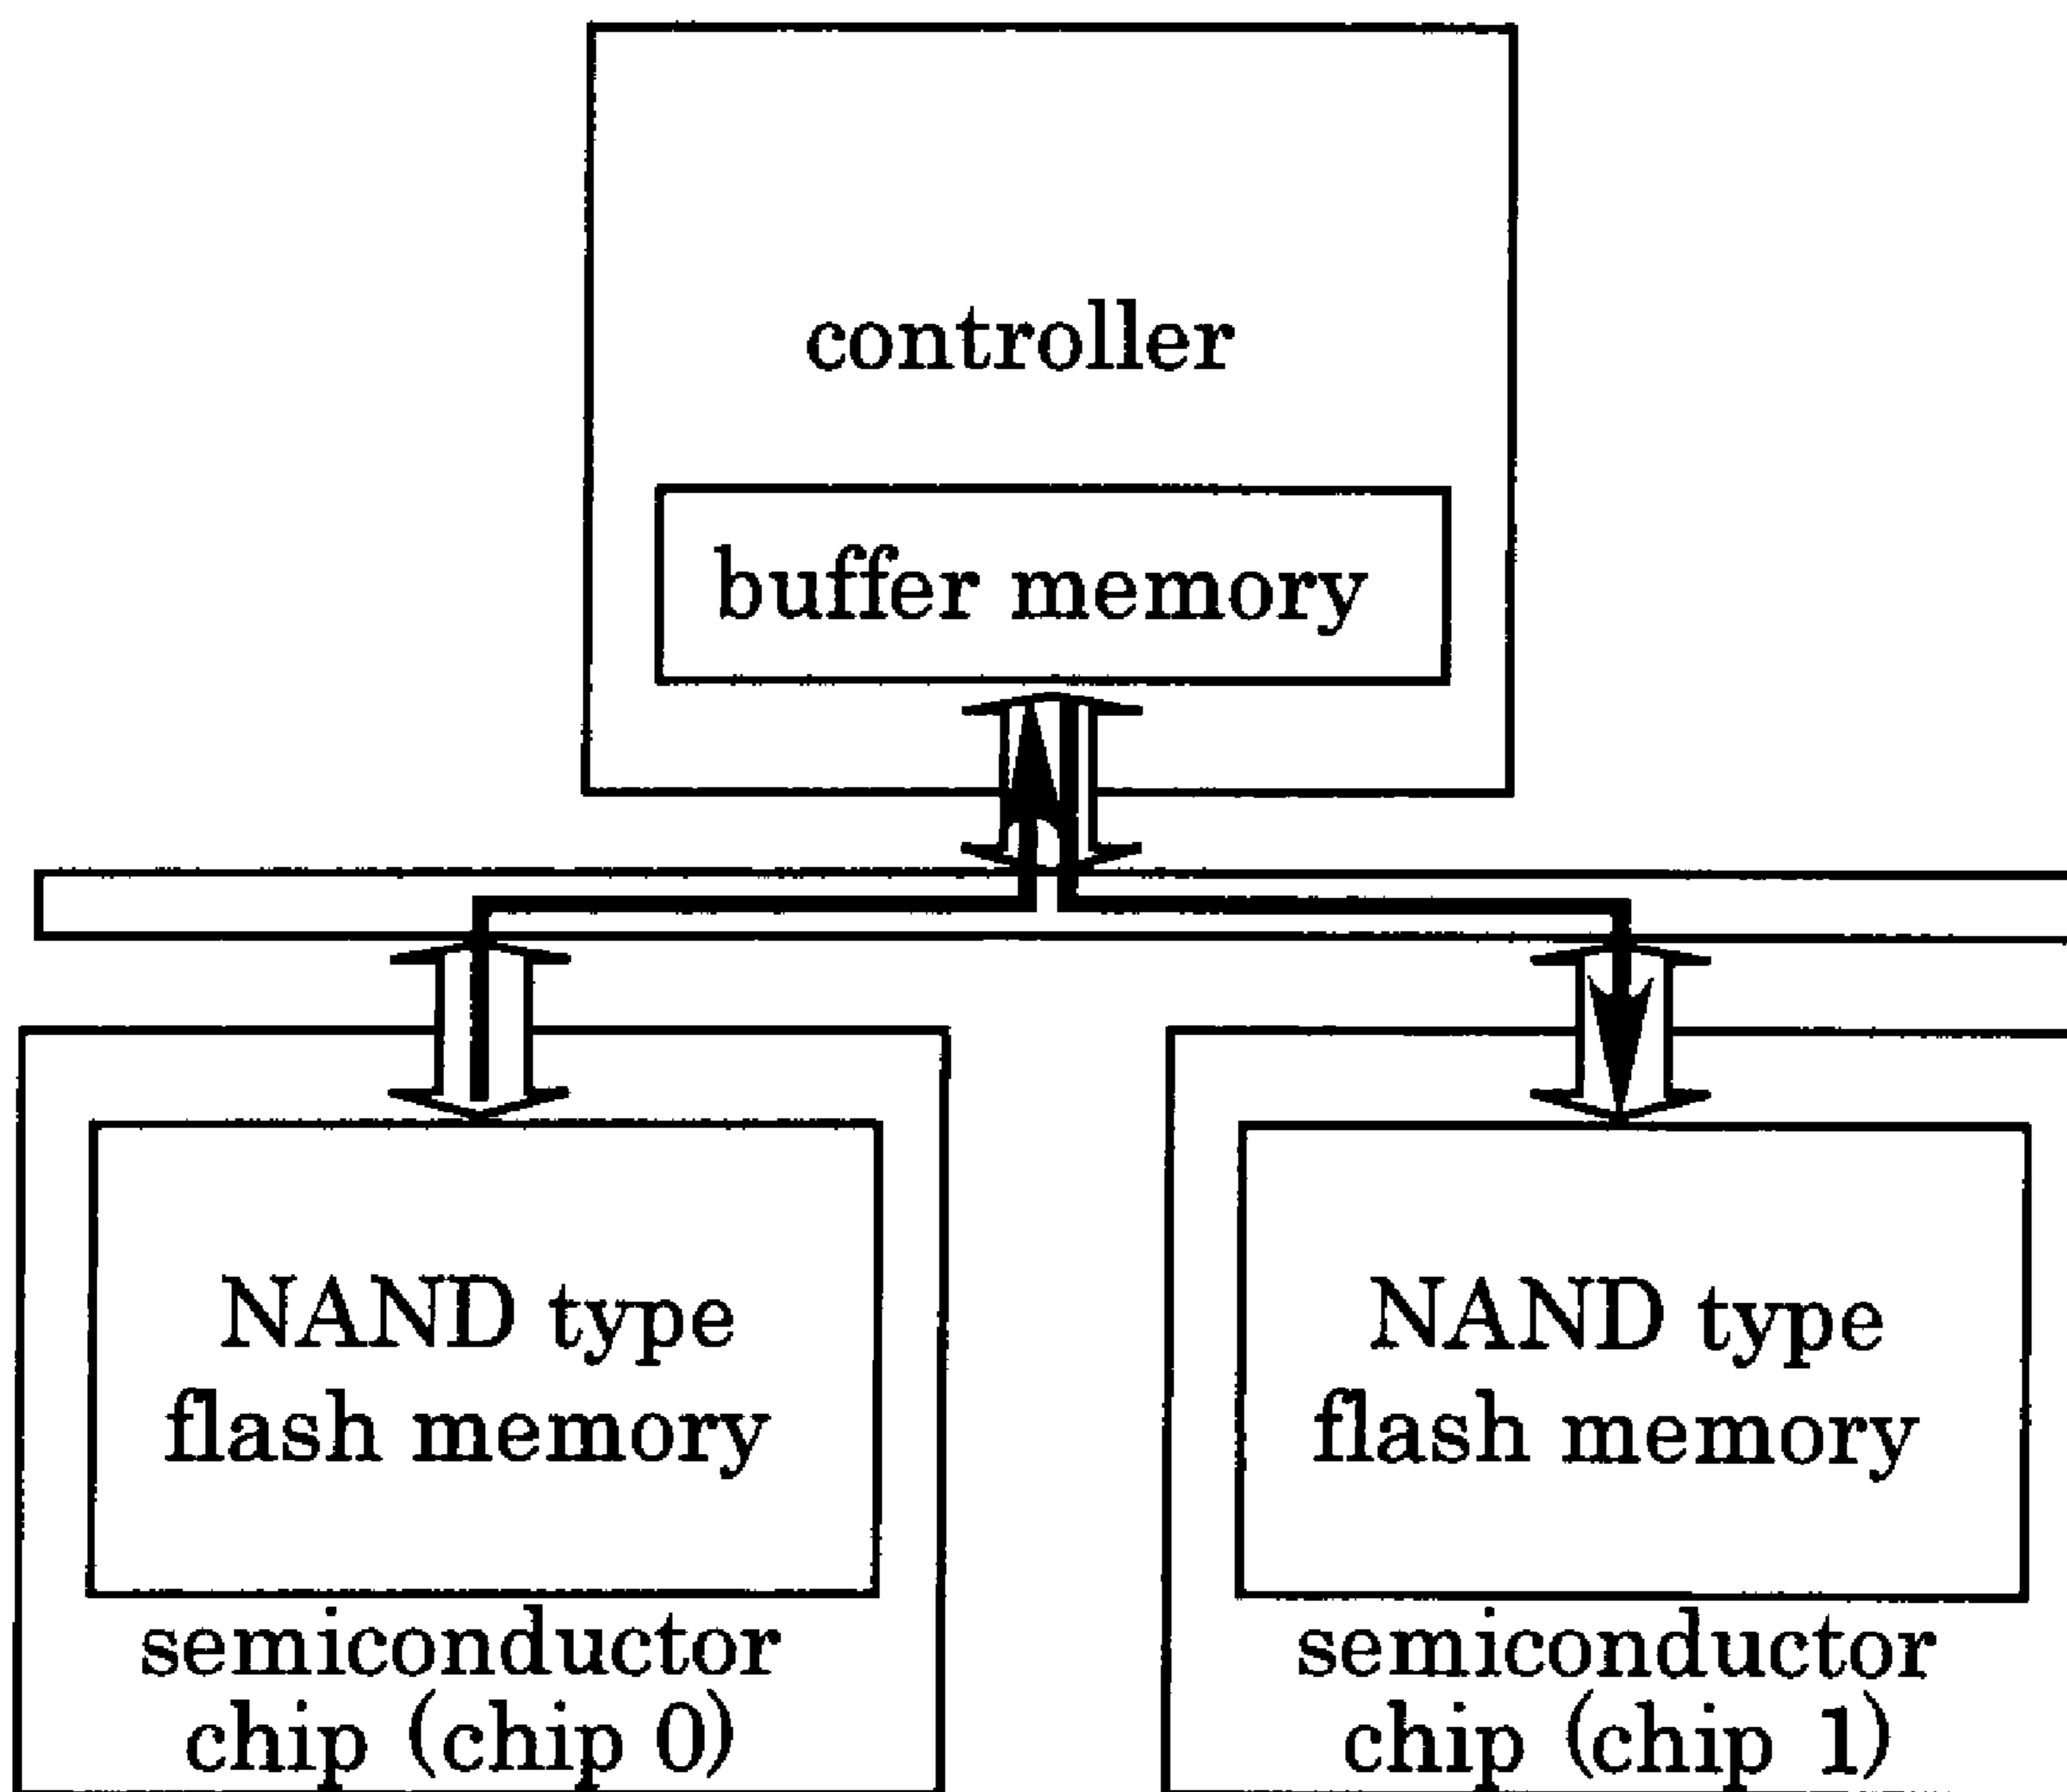 controller
buffer memory
NAND type
flash memory
semiconductor
chip (chip 0)
NAND type
flash memory
semiconductor
chip (chip 1)